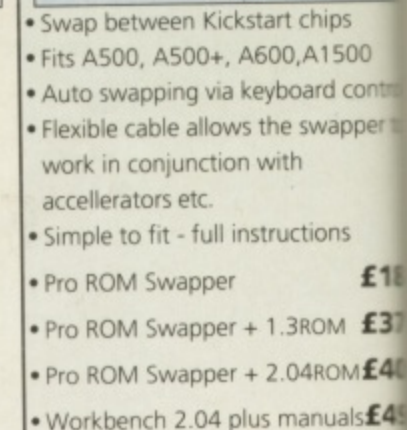 • Swap between Kickstart chips
• Fits A500, A500+, A600,A1500
• Auto swapping via keyboard
• Flexible cable allows the swapper
work in conjunction with
accellerators etc.
• Simple to fit - full instructions
• Pro ROM Swapper
• Pro ROM Swapper + 1.3ROM £37
• Pro ROM Swapper + 2.04ROM
• Workbench 2.04 plus manuals